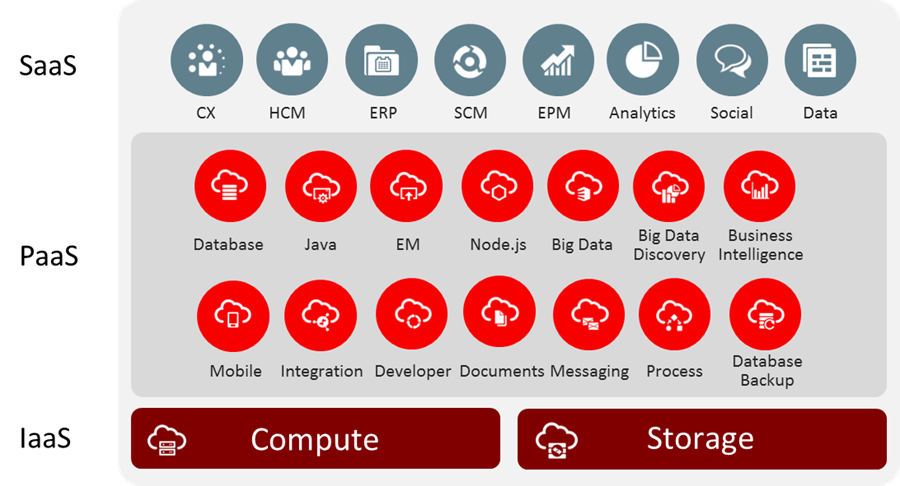 SaaS
CX HCM ERP SCM EPM Analytics Social Data
PaaS
Database Java EM Node.js Big Data Big Data Discovery Business Intelligence
Mobile Integration Developer Documents Messaging Process Database Backup
IaaS
Compute Storage